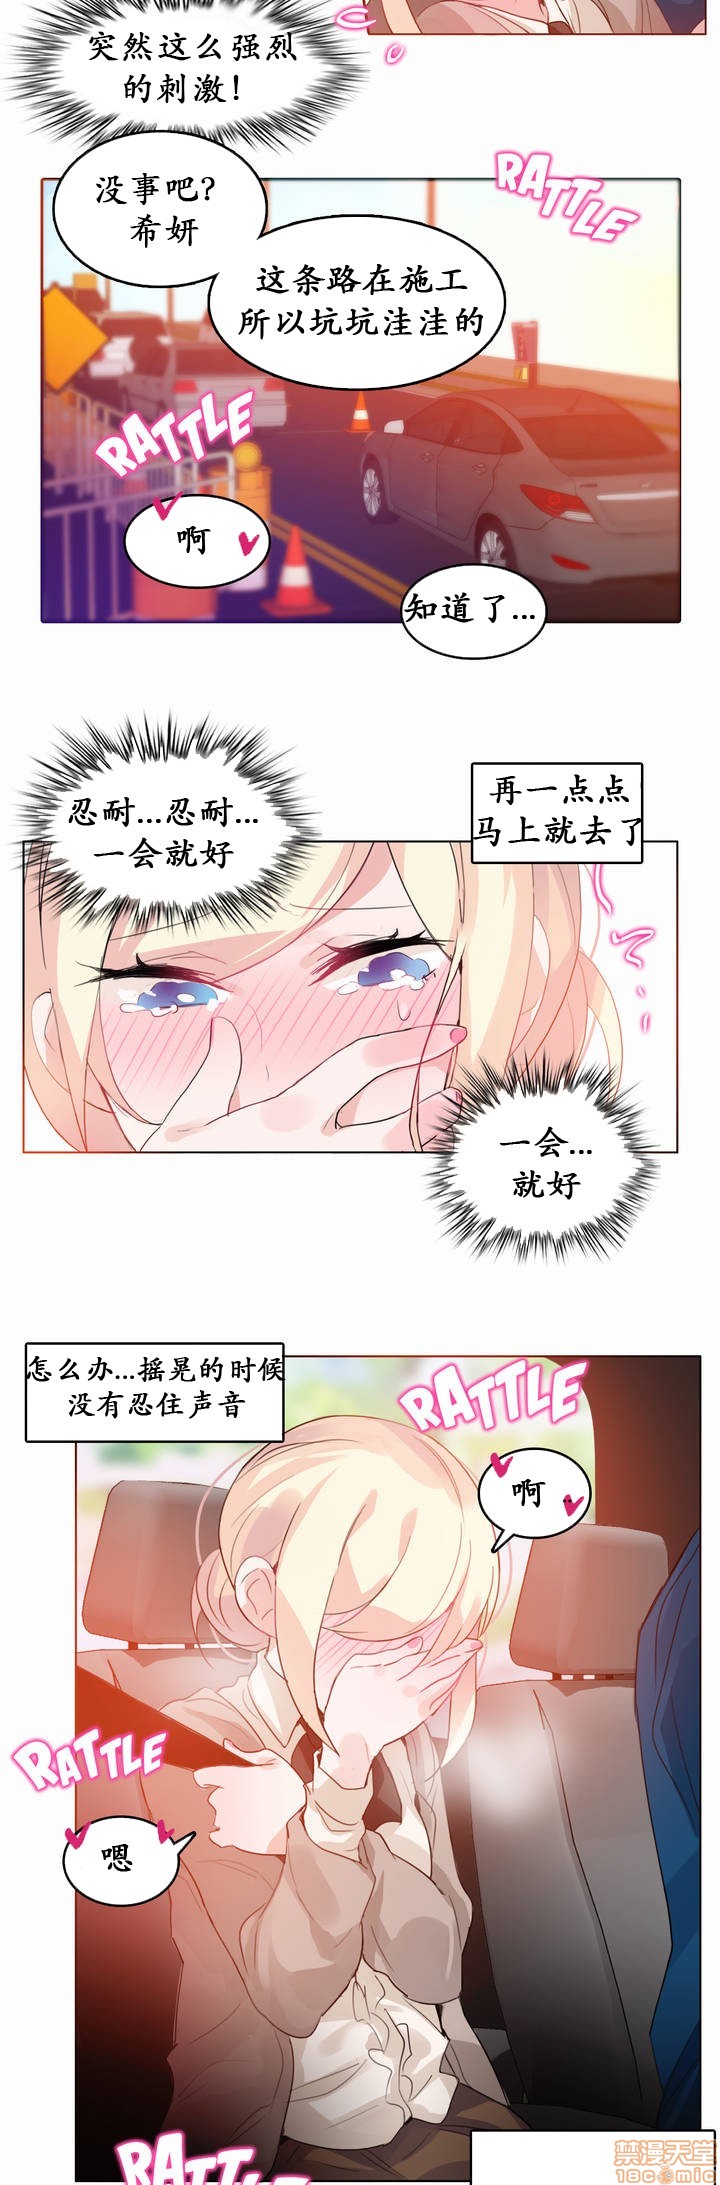 突然这么强烈
的刺激!
没事吧?
希妍
RATTLE
这条路在施工
所以坑坑洼洼的
RATTLE
啊
知道了...
忍耐...忍耐...
一会就好
再一点点
马上就去了
一会...
就好
怎么办...摇晃的时候
没有忍住声音
RATTLE
啊..
RATTLE
嗯
RATTLE
禁漫天堂
18comic.com